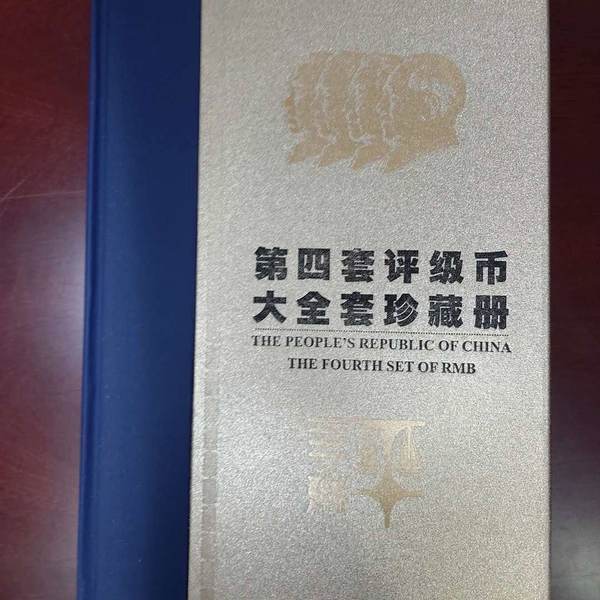 第四套评级币
大全套珍藏册
THE PEOPLE'S REPUBLIC OF CHINA
THE FOURTH SET OF RMB